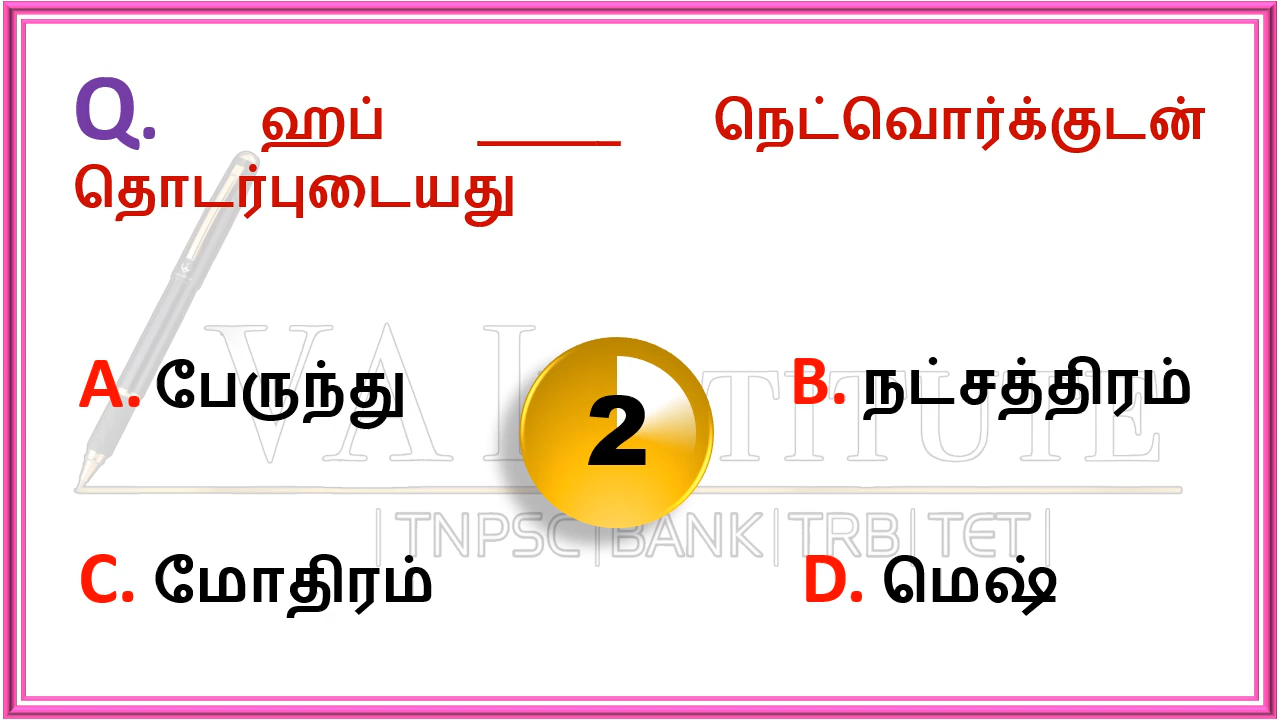 Q. ஹப் _____ நெட்வொர்க்குடன்
தொடர்புடையது
A. பேருந்து
B. நட்சத்திரம்
2
C. மோதிரம்
D. மெஷ்
|TNPSC|BANK|TRB|TET|